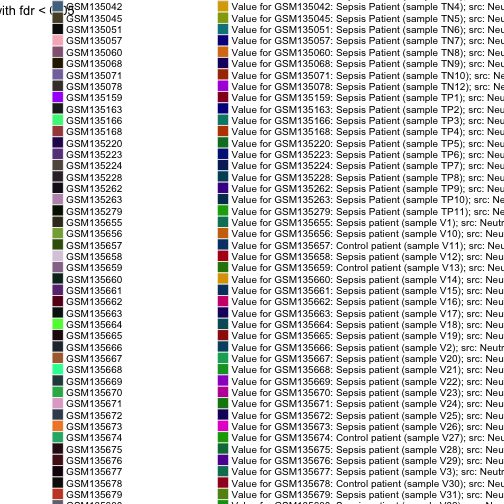 with fdr < 0.05
GSM135042 Value for GSM135042: Sepsis Patient (sample TN4); src: Neu
GSM135045 Value for GSM135045: Sepsis Patient (sample TN5); src: Neu
GSM135051 Value for GSM135051: Sepsis Patient (sample TN6); src: Neu
GSM135057 Value for GSM135057: Sepsis Patient (sample TN7); src: Neu
GSM135060 Value for GSM135060: Sepsis Patient (sample TN8); src: Neu
GSM135068 Value for GSM135068: Sepsis Patient (sample TN9); src: Neu
GSM135071 Value for GSM135071: Sepsis Patient (sample TN10); src: Ne
GSM135078 Value for GSM135078: Sepsis Patient (sample TN12); src: Ne
GSM135159 Value for GSM135159: Sepsis Patient (sample TP1); src: Neu
GSM135163 Value for GSM135163: Sepsis Patient (sample TP2); src: Neu
GSM135166 Value for GSM135166: Sepsis Patient (sample TP3); src: Neu
GSM135168 Value for GSM135168: Sepsis Patient (sample TP4); src: Neu
GSM135220 Value for GSM135220: Sepsis Patient (sample TP5); src: Neu
GSM135223 Value for GSM135223: Sepsis Patient (sample TP6); src: Neu
GSM135224 Value for GSM135224: Sepsis Patient (sample TP7); src: Neu
GSM135228 Value for GSM135228: Sepsis Patient (sample TP8); src: Neu
GSM135262 Value for GSM135262: Sepsis Patient (sample TP9); src: Neu
GSM135263 Value for GSM135263: Sepsis Patient (sample TP10); src: Ne
GSM135279 Value for GSM135279: Sepsis Patient (sample TP11); src: Ne
GSM135655 Value for GSM135655: Sepsis patient (sample V1); src: Neutr
GSM135656 Value for GSM135656: Sepsis patient (sample V10); src: Neu
GSM135657 Value for GSM135657: Control patient (sample V11); src: Neu
GSM135658 Value for GSM135658: Sepsis patient (sample V12); src: Neu
GSM135659 Value for GSM135659: Control patient (sample V13); src: Neu
GSM135660 Value for GSM135660: Sepsis patient (sample V14); src: Neu
GSM135661 Value for GSM135661: Sepsis patient (sample V15); src: Neu
GSM135662 Value for GSM135662: Sepsis patient (sample V16); src: Neu
GSM135663 Value for GSM135663: Sepsis patient (sample V17); src: Neu
GSM135664 Value for GSM135664: Sepsis patient (sample V18); src: Neu
GSM135665 Value for GSM135665: Sepsis patient (sample V19); src: Neu
GSM135666 Value for GSM135666: Sepsis patient (sample V2); src: Neutr
GSM135667 Value for GSM135667: Sepsis patient (sample V20); src: Neu
GSM135668 Value for GSM135668: Sepsis patient (sample V21); src: Neu
GSM135669 Value for GSM135669: Sepsis patient (sample V22); src: Neu
GSM135670 Value for GSM135670: Sepsis patient (sample V23); src: Neu
GSM135671 Value for GSM135671: Sepsis patient (sample V24); src: Neu
GSM135672 Value for GSM135672: Sepsis patient (sample V25); src: Neu
GSM135673 Value for GSM135673: Sepsis patient (sample V26); src: Neu
GSM135674 Value for GSM135674: Control patient (sample V27); src: Neu
GSM135675 Value for GSM135675: Sepsis patient (sample V28); src: Neu
GSM135676 Value for GSM135676: Sepsis patient (sample V29); src: Neu
GSM135677 Value for GSM135677: Sepsis patient (sample V3); src: Neutr
GSM135678 Value for GSM135678: Control patient (sample V30); src: Neu
GSM135679 Value for GSM135679: Sepsis patient (sample V31); src: Neu